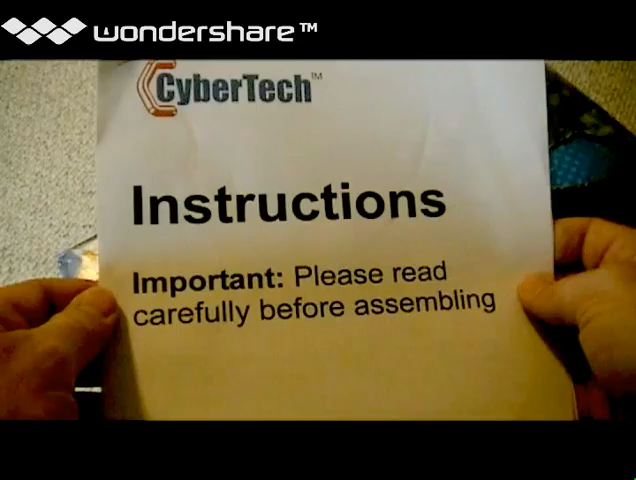 wondershare™
CyberTech™
Instructions
Important: Please read
carefully before assembling